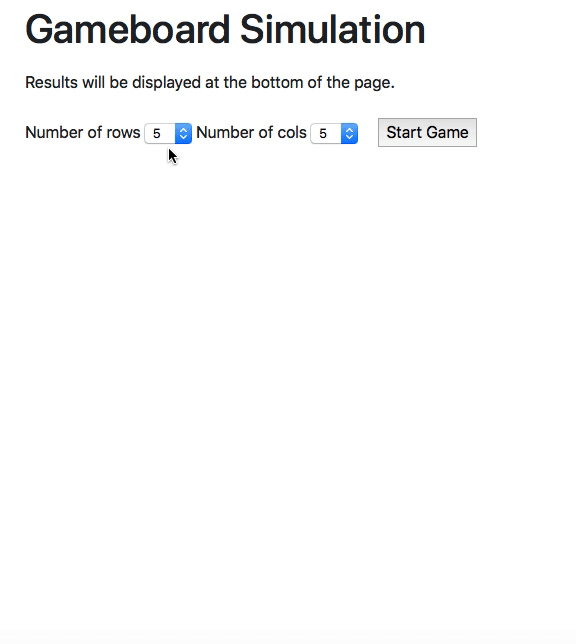 Gameboard Simulation
Results will be displayed at the bottom of the page.
Number of rows 5 Number of cols 5 Start Game